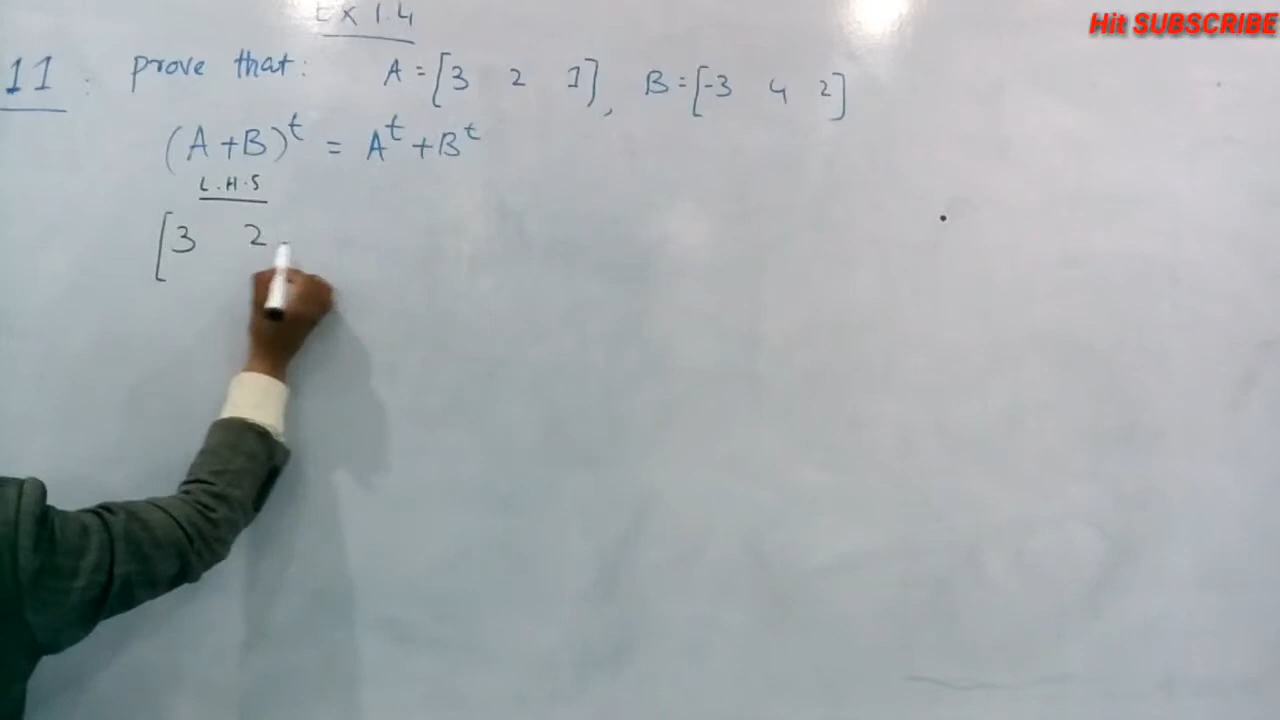 Ex 1.4
Hit SUBSCRIBE
11 : prove that: A = [3 2 1], B = [-3 4 2]
(A+B)^t = A^t + B^t
L.H.S
[3 2